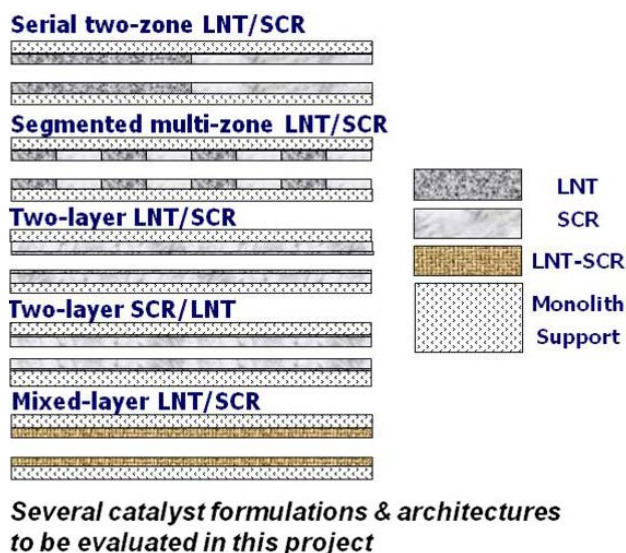 Serial two-zone LNT/SCR
Segmented multi-zone LNT/SCR
Two-layer LNT/SCR
Two-layer SCR/LNT
Mixed-layer LNT/SCR
LNT
SCR
LNT-SCR
Monolith
Support
Several catalyst formulations & architectures
to be evaluated in this project